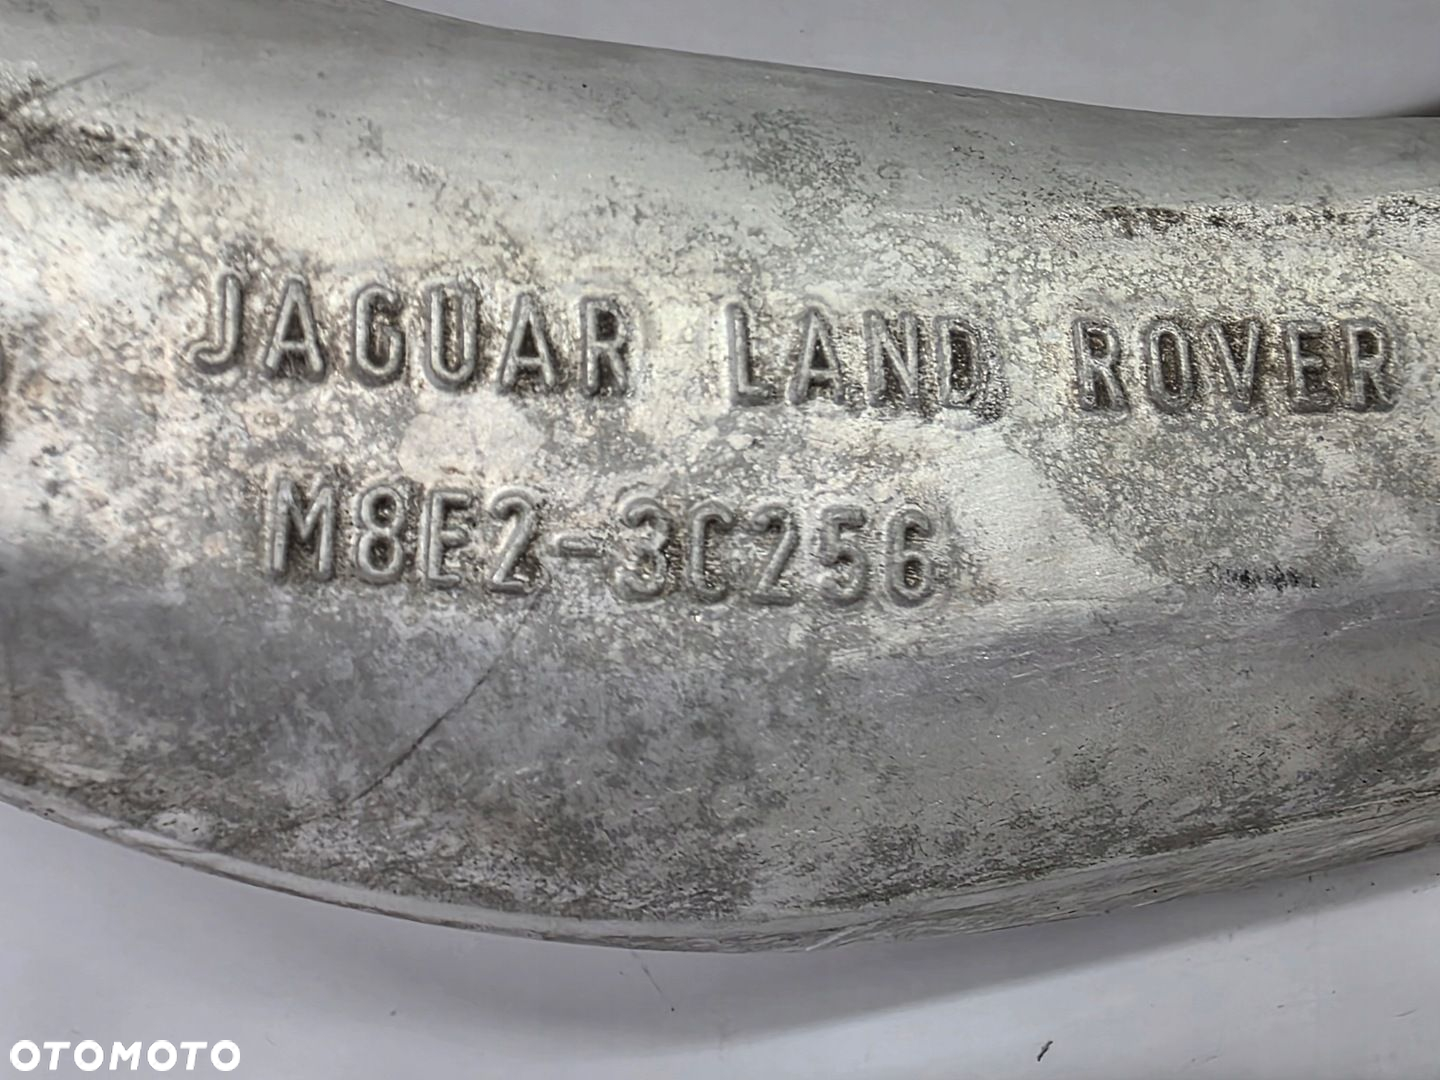 JAGUAR LAND ROVER
M8E2-3C256
OTOMOTO